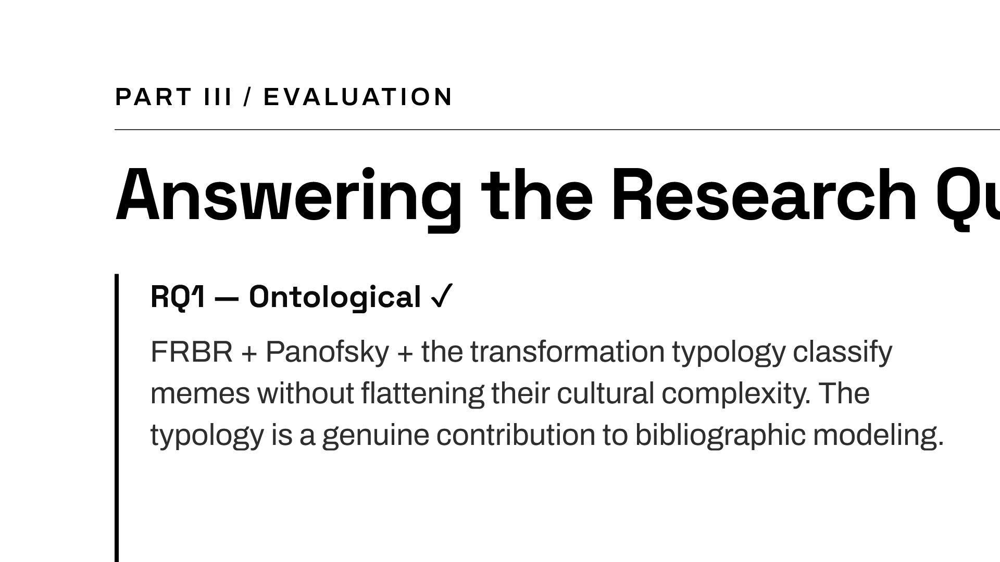 PART III / EVALUATION
Answering the Research Qu
RQ1 — Ontological ✓
FRBR + Panofsky + the transformation typology classify
memes without flattening their cultural complexity. The
typology is a genuine contribution to bibliographic modeling.